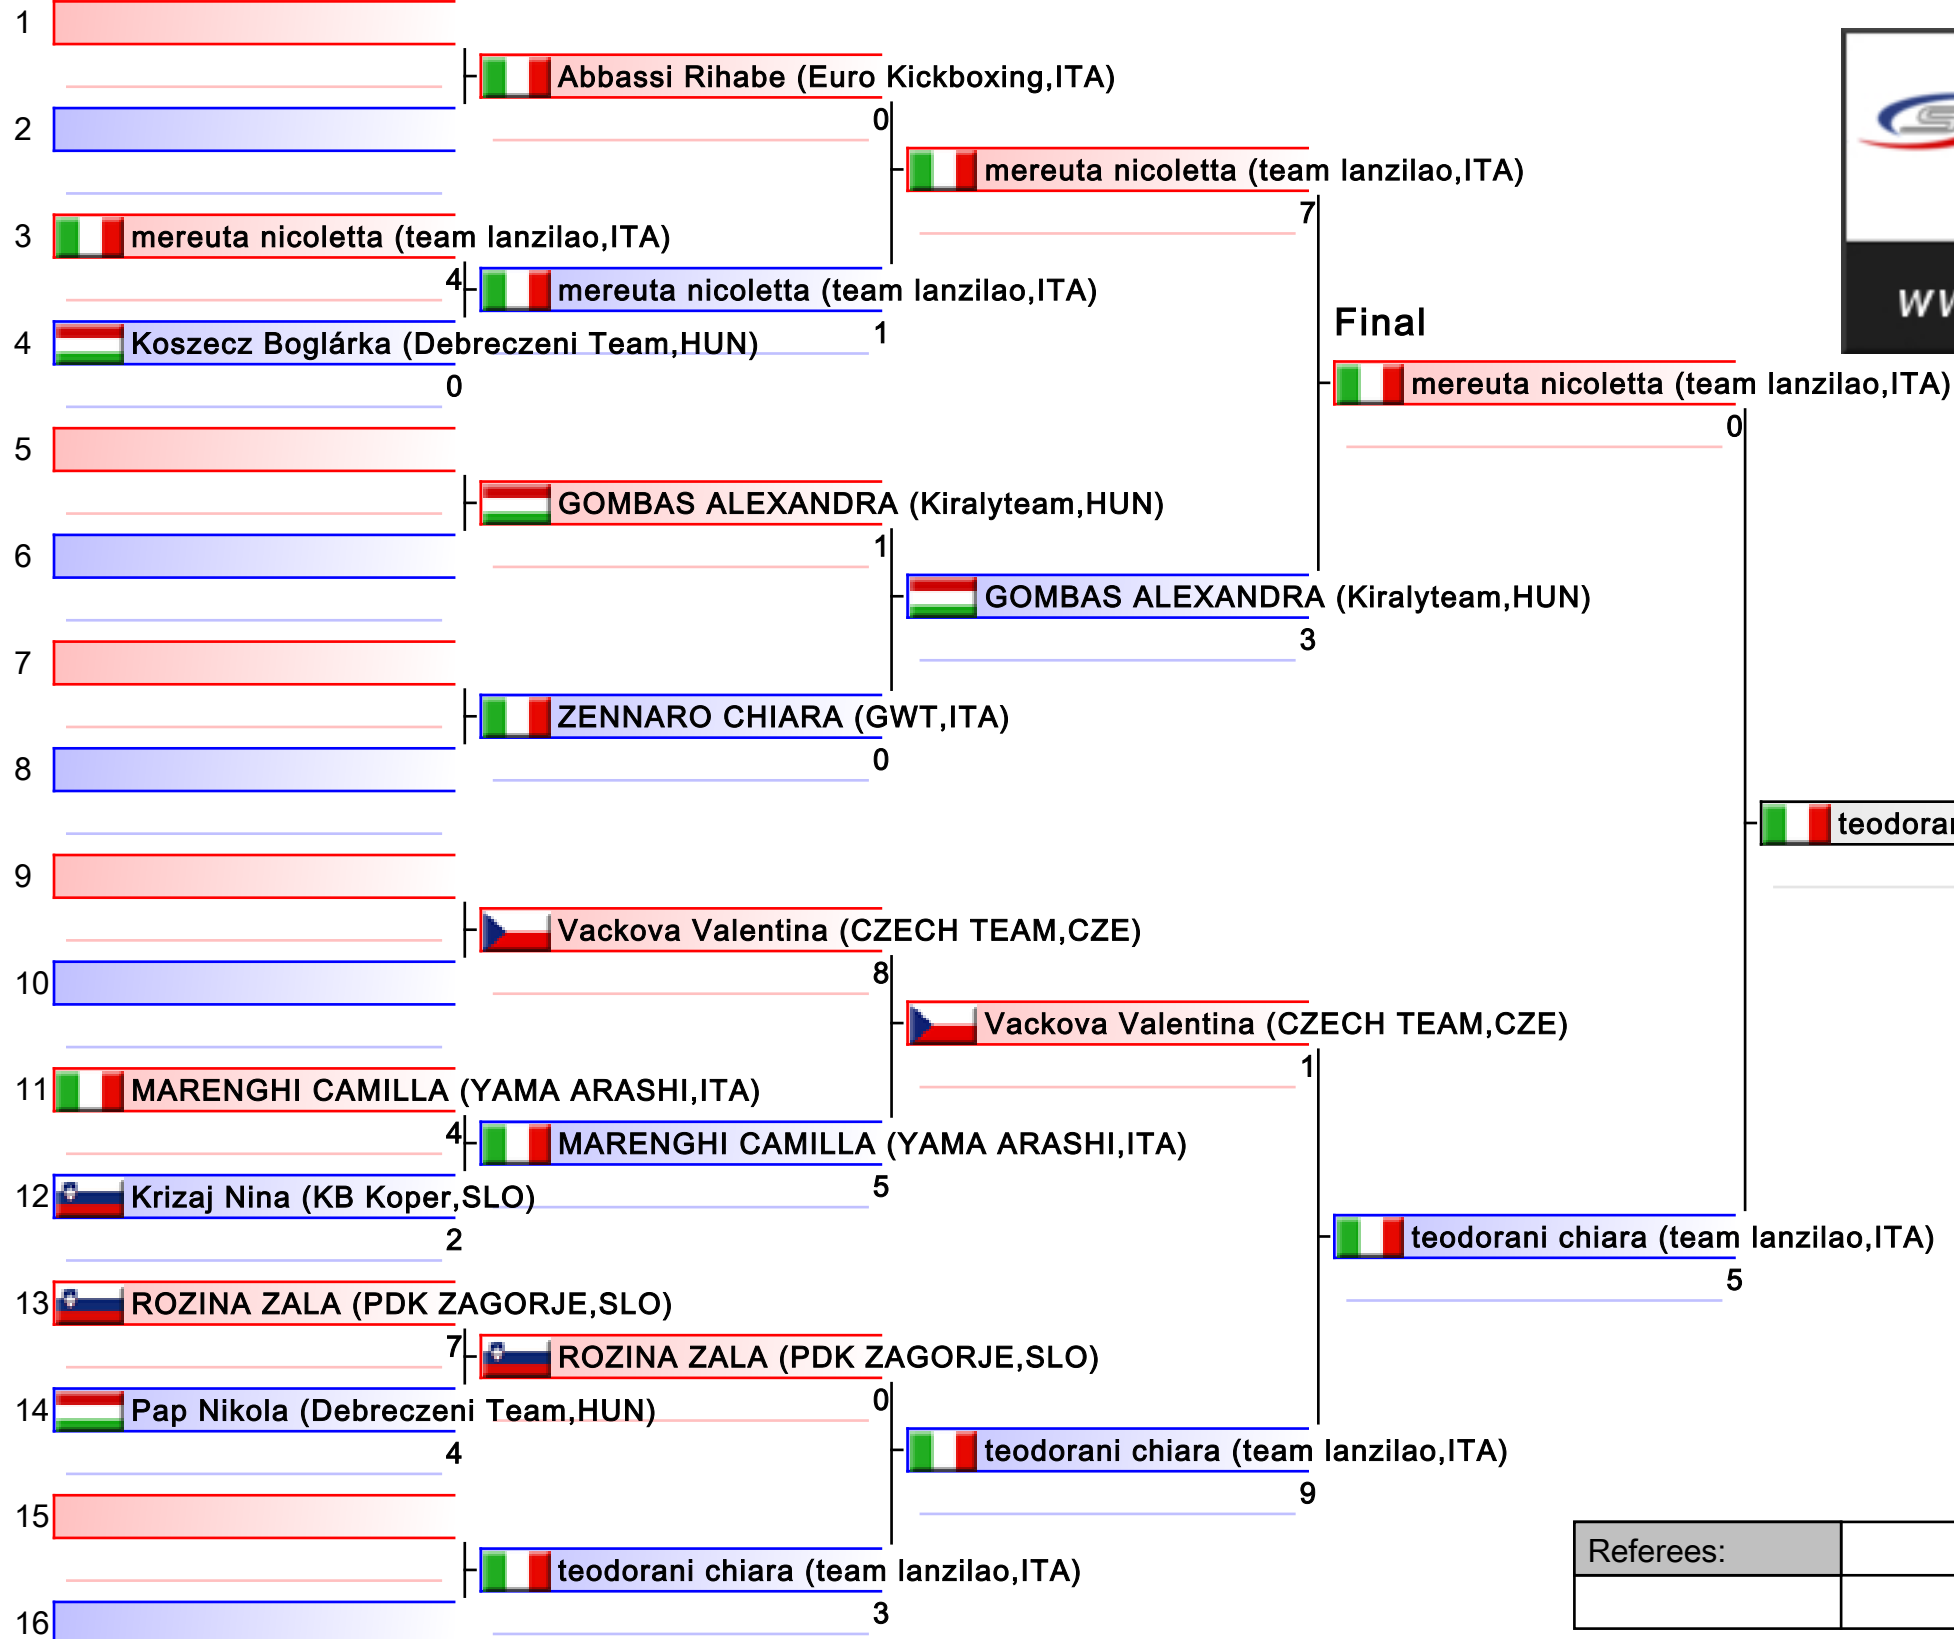 1
Abbassi Rihabe (Euro Kickbossing,ITA)
0
2
mereuta nicoletta (team lanzilao,ITA)
7
3
mereuta nicoletta (team lanzilao,ITA)
4
mereuta nicoletta (team lanzilao,ITA)
1
Final
4
Koszecz Boglárka (Debreczeni Team,HUN)
0
mereuta nicoletta (team lanzilao,ITA)
0
5
GOMBAS ALEXANDRA (Kiralyteam,HUN)
1
6
GOMBAS ALEXANDRA (Kiralyteam,HUN)
3
7
ZENNARO CHIARA (GWT,ITA)
0
8
9
Vackova Valentina (CZECH TEAM,CZE)
8
10
Vackova Valentina (CZECH TEAM,CZE)
1
11
MARENGHI CAMILLA (YAMA ARASHI,ITA)
4
MARENGHI CAMILLA (YAMA ARASHI,ITA)
5
12
Krizaj Nina (KB Koper,SLO)
2
teodorani chiara (team lanzilao,ITA)
5
13
ROZINA ZALA (PDK ZAGORJE,SLO)
7
ROZINA ZALA (PDK ZAGORJE,SLO)
0
14
Pap Nikola (Debreczeni Team,HUN)
4
teodorani chiara (team lanzilao,ITA)
9
15
teodorani chiara (team lanzilao,ITA)
3
16
Referees: